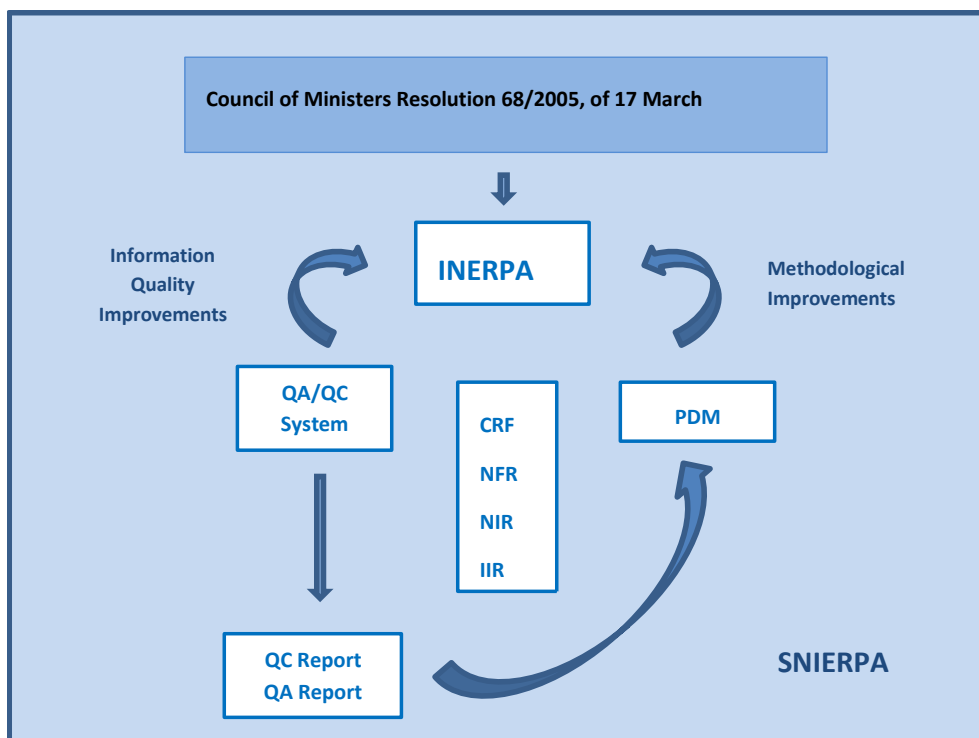 Council of Ministers Resolution 68/2005, of 17 March
INERPA
Information
Quality
Improvements
Methodological
Improvements
QA/QC
System
CRF
NFR
NIR
IIR
PDM
QC Report
QA Report
SNIERPA